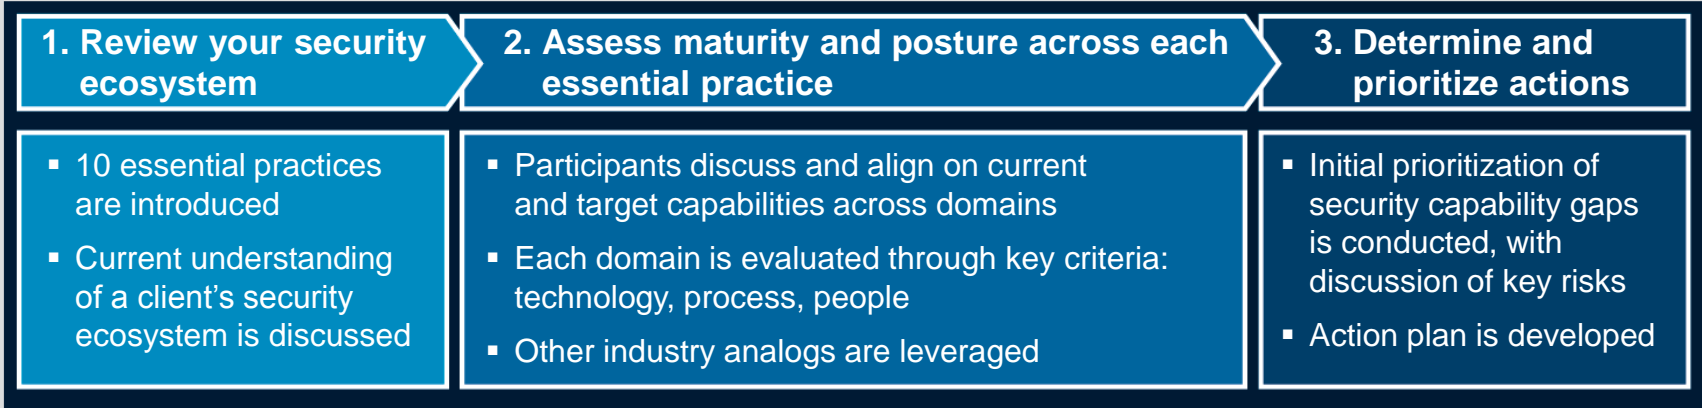 1. Review your security
ecosystem
2. Assess maturity and posture across each
essential practice
3. Determine and
prioritize actions
▪ 10 essential practices
are introduced
▪ Current understanding
of a client’s security
ecosystem is discussed
▪ Participants discuss and align on current
and target capabilities across domains
▪ Each domain is evaluated through key criteria:
technology, process, people
▪ Other industry analogs are leveraged
▪ Initial prioritization of
security capability gaps
is conducted, with
discussion of key risks
▪ Action plan is developed